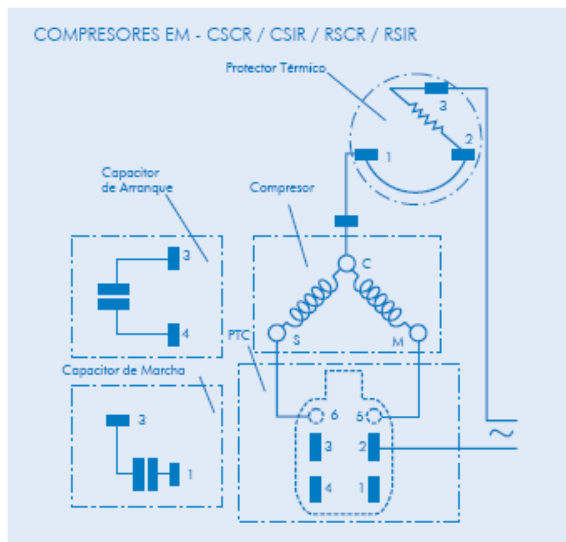 COMPRESORES EM - CSCR / CSIR / RSCR / RSIR
Protector Térmico
3
2
1
Capacitor
de Arranque
Compresor
3
4
C
S
M
PTC
Capacitor de Marcha
3
1
6
5
3
2
4
1